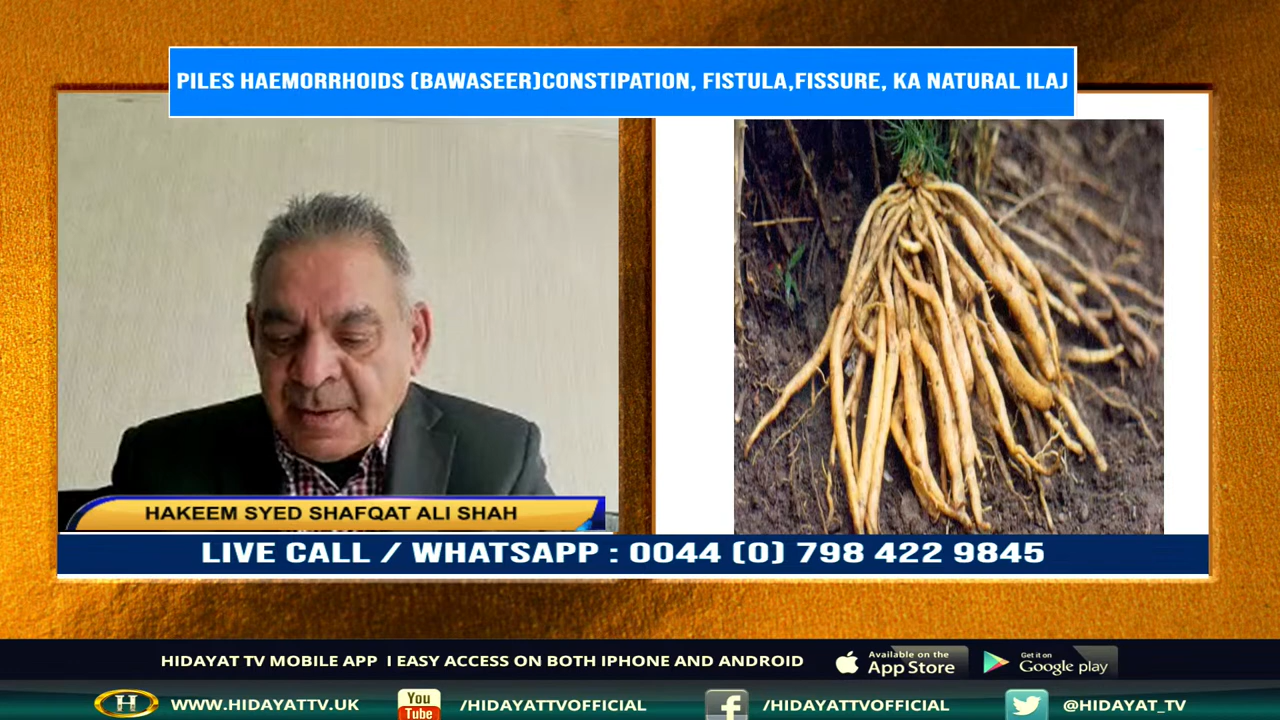 PILES HAEMORRHOIDS (BAWASEER)CONSTIPATION, FISTULA,FISSURE, KA NATURAL ILAJ
HAKEEM SYED SHAFQAT ALI SHAH
LIVE CALL / WHATSAPP : 0044 (0) 798 422 9845
HIDAYAT TV MOBILE APP I EASY ACCESS ON BOTH IPHONE AND ANDROID
Available on the
App Store
Get it on
Google play
H
WWW.HIDAYATTV.UK
You
Tube
/HIDAYATTVOFFICIAL
f
/HIDAYATTVOFFICIAL
@HIDAYAT_TV